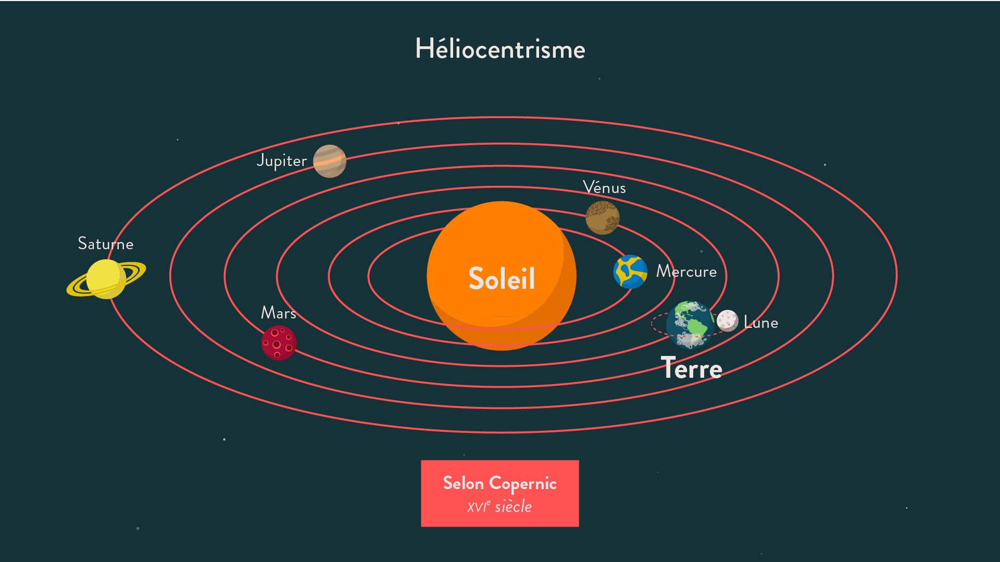 Héliocentrisme
Jupiter
Vénus
Saturne
Soleil
Mercure
Mars
Lune
Terre
Selon Copernic
XVIe siècle